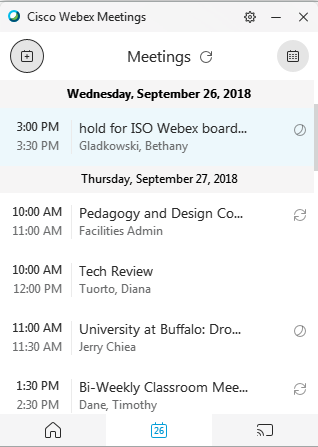 Cisco Webex Meetings
Meetings
Wednesday, September 26, 2018
3:00 PM hold for ISO Webex board...
3:30 PM Gladkowski, Bethany
Thursday, September 27, 2018
10:00 AM Pedagogy and Design Co...
11:00 AM Facilities Admin
10:00 AM Tech Review
12:00 PM Tuorto, Diana
11:00 AM University at Buffalo: Dro...
11:30 AM Jerry Chiea
1:30 PM Bi-Weekly Classroom Mee...
2:30 PM Dane, Timothy
26